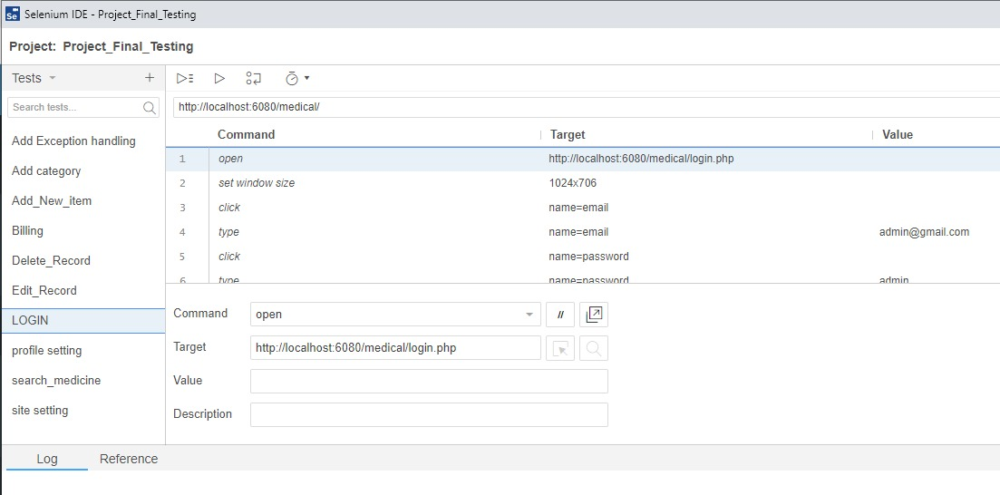 Selenium IDE - Project_Final_Testing
Project: Project_Final_Testing
Tests
Search tests...
Add Exception handling
Add category
Add_New_item
Billing
Delete_Record
Edit_Record
LOGIN
profile setting
search_medicine
site setting
http://localhost:6080/medical/
Command Target Value
1 open http://localhost:6080/medical/login.php
2 set window size 1024x706
3 click name=email
4 type name=email admin@gmail.com
5 click name=password
6 type name=password admin
Command open //
Target http://localhost:6080/medical/login.php
Value
Description
Log Reference